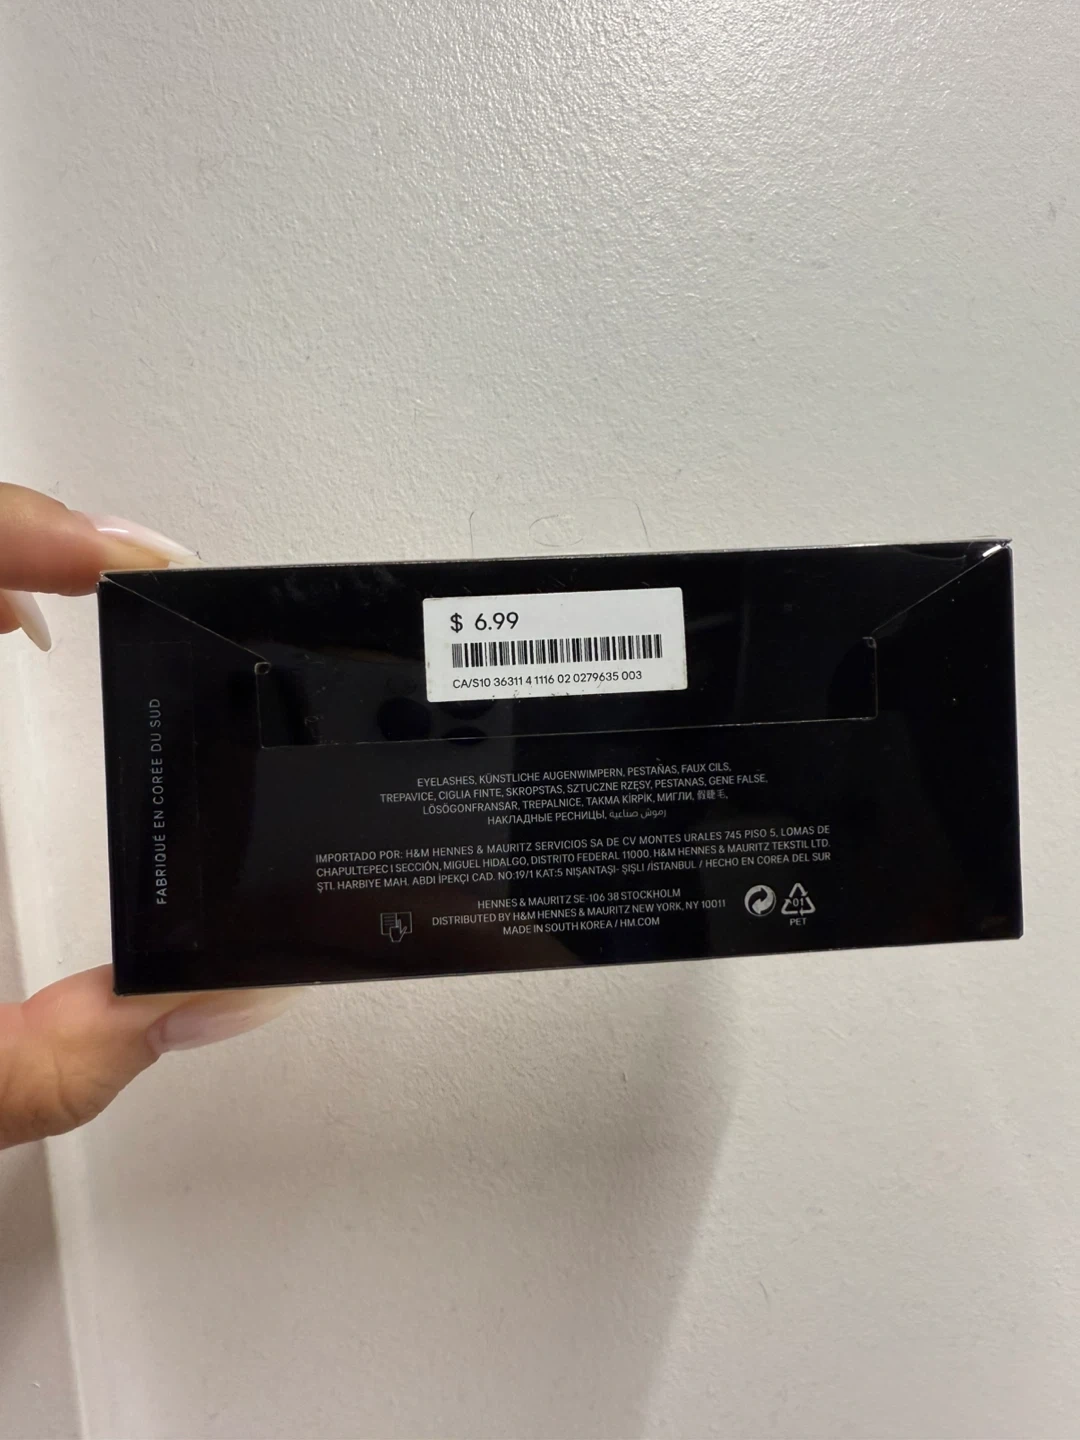 $ 6.99
CA/S10 36311 4 1116 02 0279635 003
FABRIQUÉ EN CORÉE DU SUD
EYELASHES, KÜNSTLICHE AUGENWIMPERN, PESTAÑAS, FAUX CILS,
TREPAVICE, CIGLIA FINTE, SKROPSTAS, SZTUCZNE RZĘSY, PESTANAS, GENE FALSE,
LÖSÖGONFRANSAR, TREPALNICE, TAKMA KİRPİK, МИГЛИ, 假睫毛,
НАКЛАДНЫЕ РЕСНИЦЫ, رموش صناعية
IMPORTADO POR: H&M HENNES & MAURITZ SERVICIOS SA DE CV MONTES URALES 745 PISO 5, LOMAS DE
CHAPULTEPEC I SECCIÓN, MIGUEL HIDALGO, DISTRITO FEDERAL 11000. H&M HENNES & MAURITZ TEKSTIL LTD.
ŞTI. HARBIYE MAH. ABDI İPEKÇI CAD. NO:19/1 KAT:5 NIŞANTAŞI- ŞIŞLI /İSTANBUL / HECHO EN COREA DEL SUR
HENNES & MAURITZ SE-106 38 STOCKHOLM
DISTRIBUTED BY H&M HENNES & MAURITZ NEW YORK, NY 10011
MADE IN SOUTH KOREA / HM.COM
01
PET